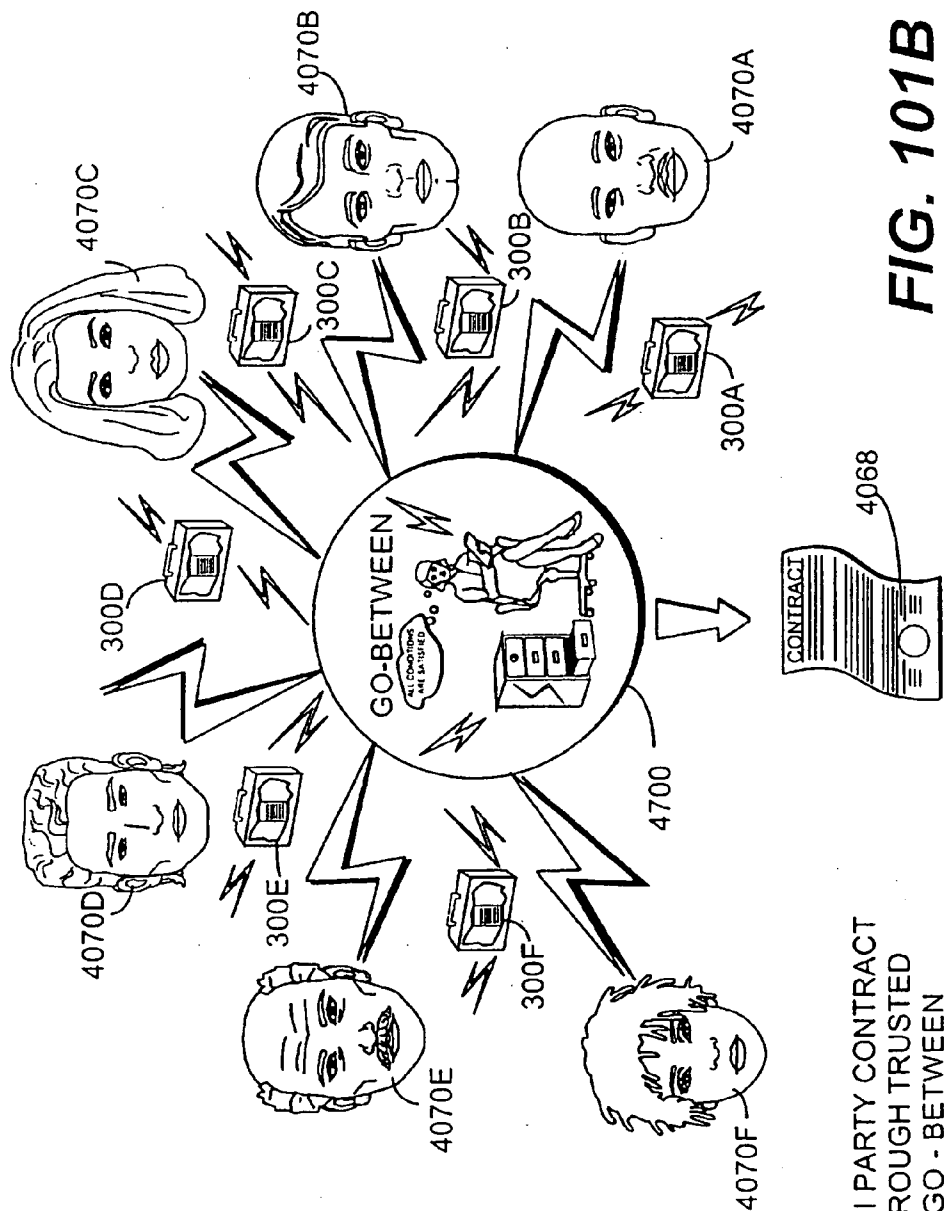 4070C
4070B
4070A
4070D
4070E
4070F
300C
300B
300A
300D
300E
300F
GO-BETWEEN
ALL CONDITIONS
ARE SATISFIED
4700
CONTRACT
4068
I PARTY CONTRACT
ROUGH TRUSTED
GO - BETWEEN
FIG. 101B